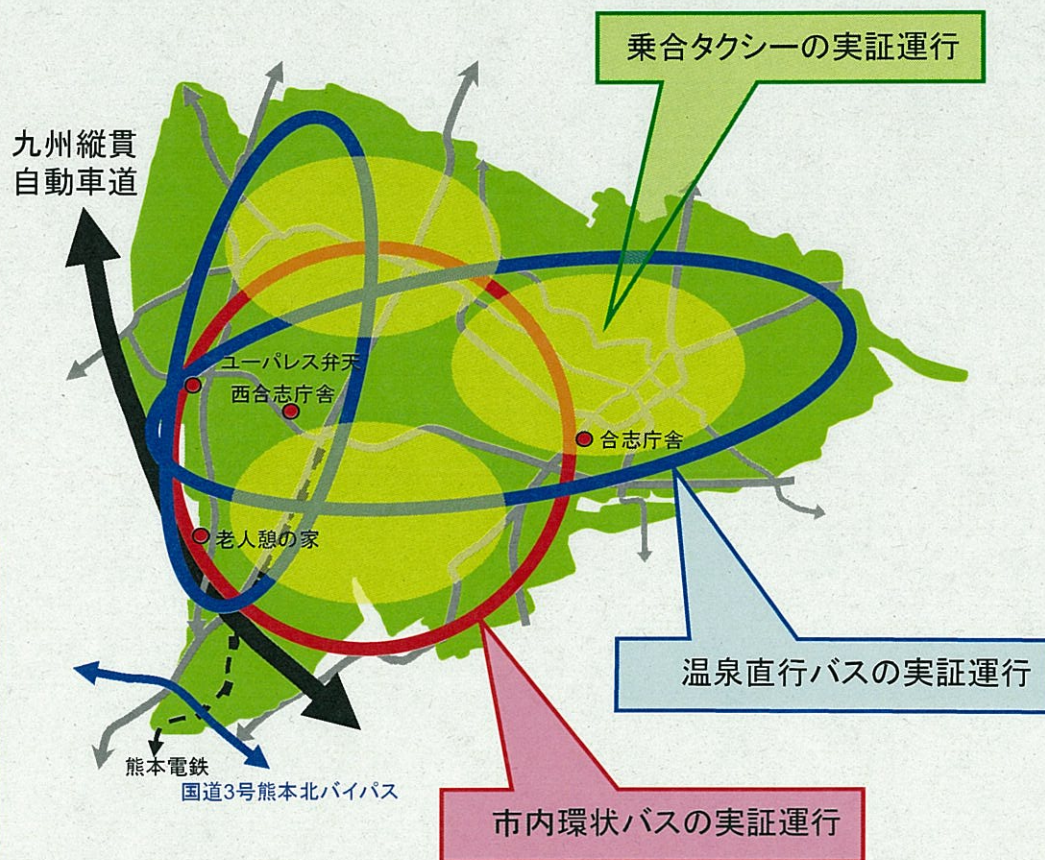 乗合タクシーの実証運行
九州縦貫
自動車道
ユーパレス弁天
西合志庁舎
合志庁舎
老人憩の家
温泉直行バスの実証運行
熊本電鉄
国道3号熊本北バイパス
市内環状バスの実証運行